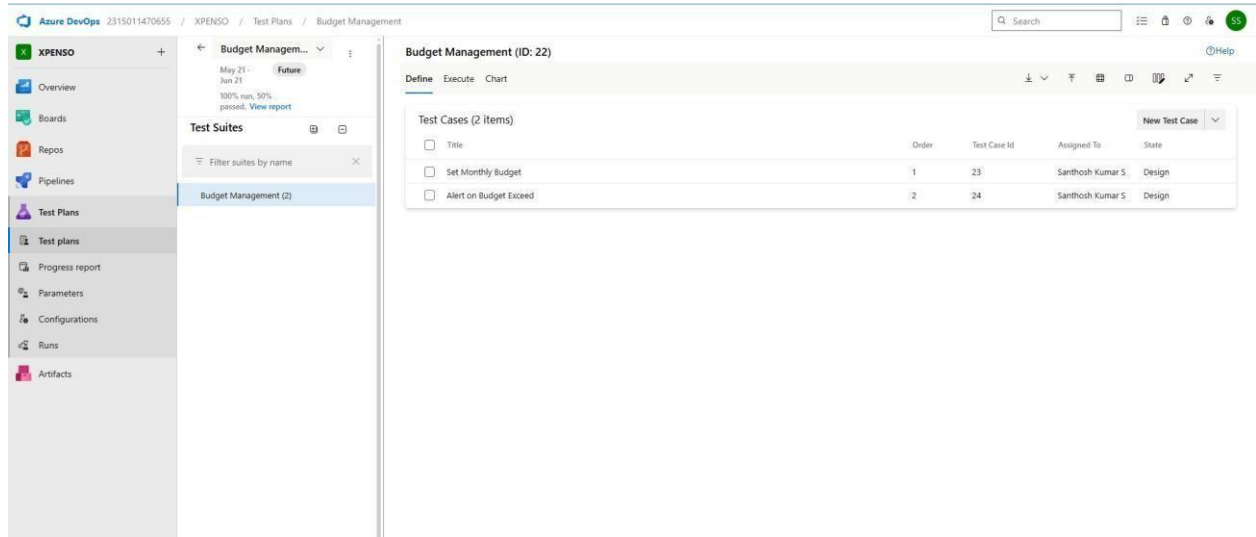 Azure DevOps 2315011470655 / XPENSO / Test Plans / Budget Management
Search
SS
X XPENSO +
Overview
Boards
Repos
Pipelines
Test Plans
Test plans
Progress report
Parameters
Configurations
Runs
Artifacts
Budget Managem...
May 21 - Future
Jun 21
100% run, 50%
passed. View report
Test Suites
Filter suites by name
Budget Management (2)
Budget Management (ID: 22)
Help
Define Execute Chart
Test Cases (2 items)
New Test Case
Title Order Test Case Id Assigned To State
Set Monthly Budget 1 23 Santhosh Kumar S Design
Alert on Budget Exceed 2 24 Santhosh Kumar S Design